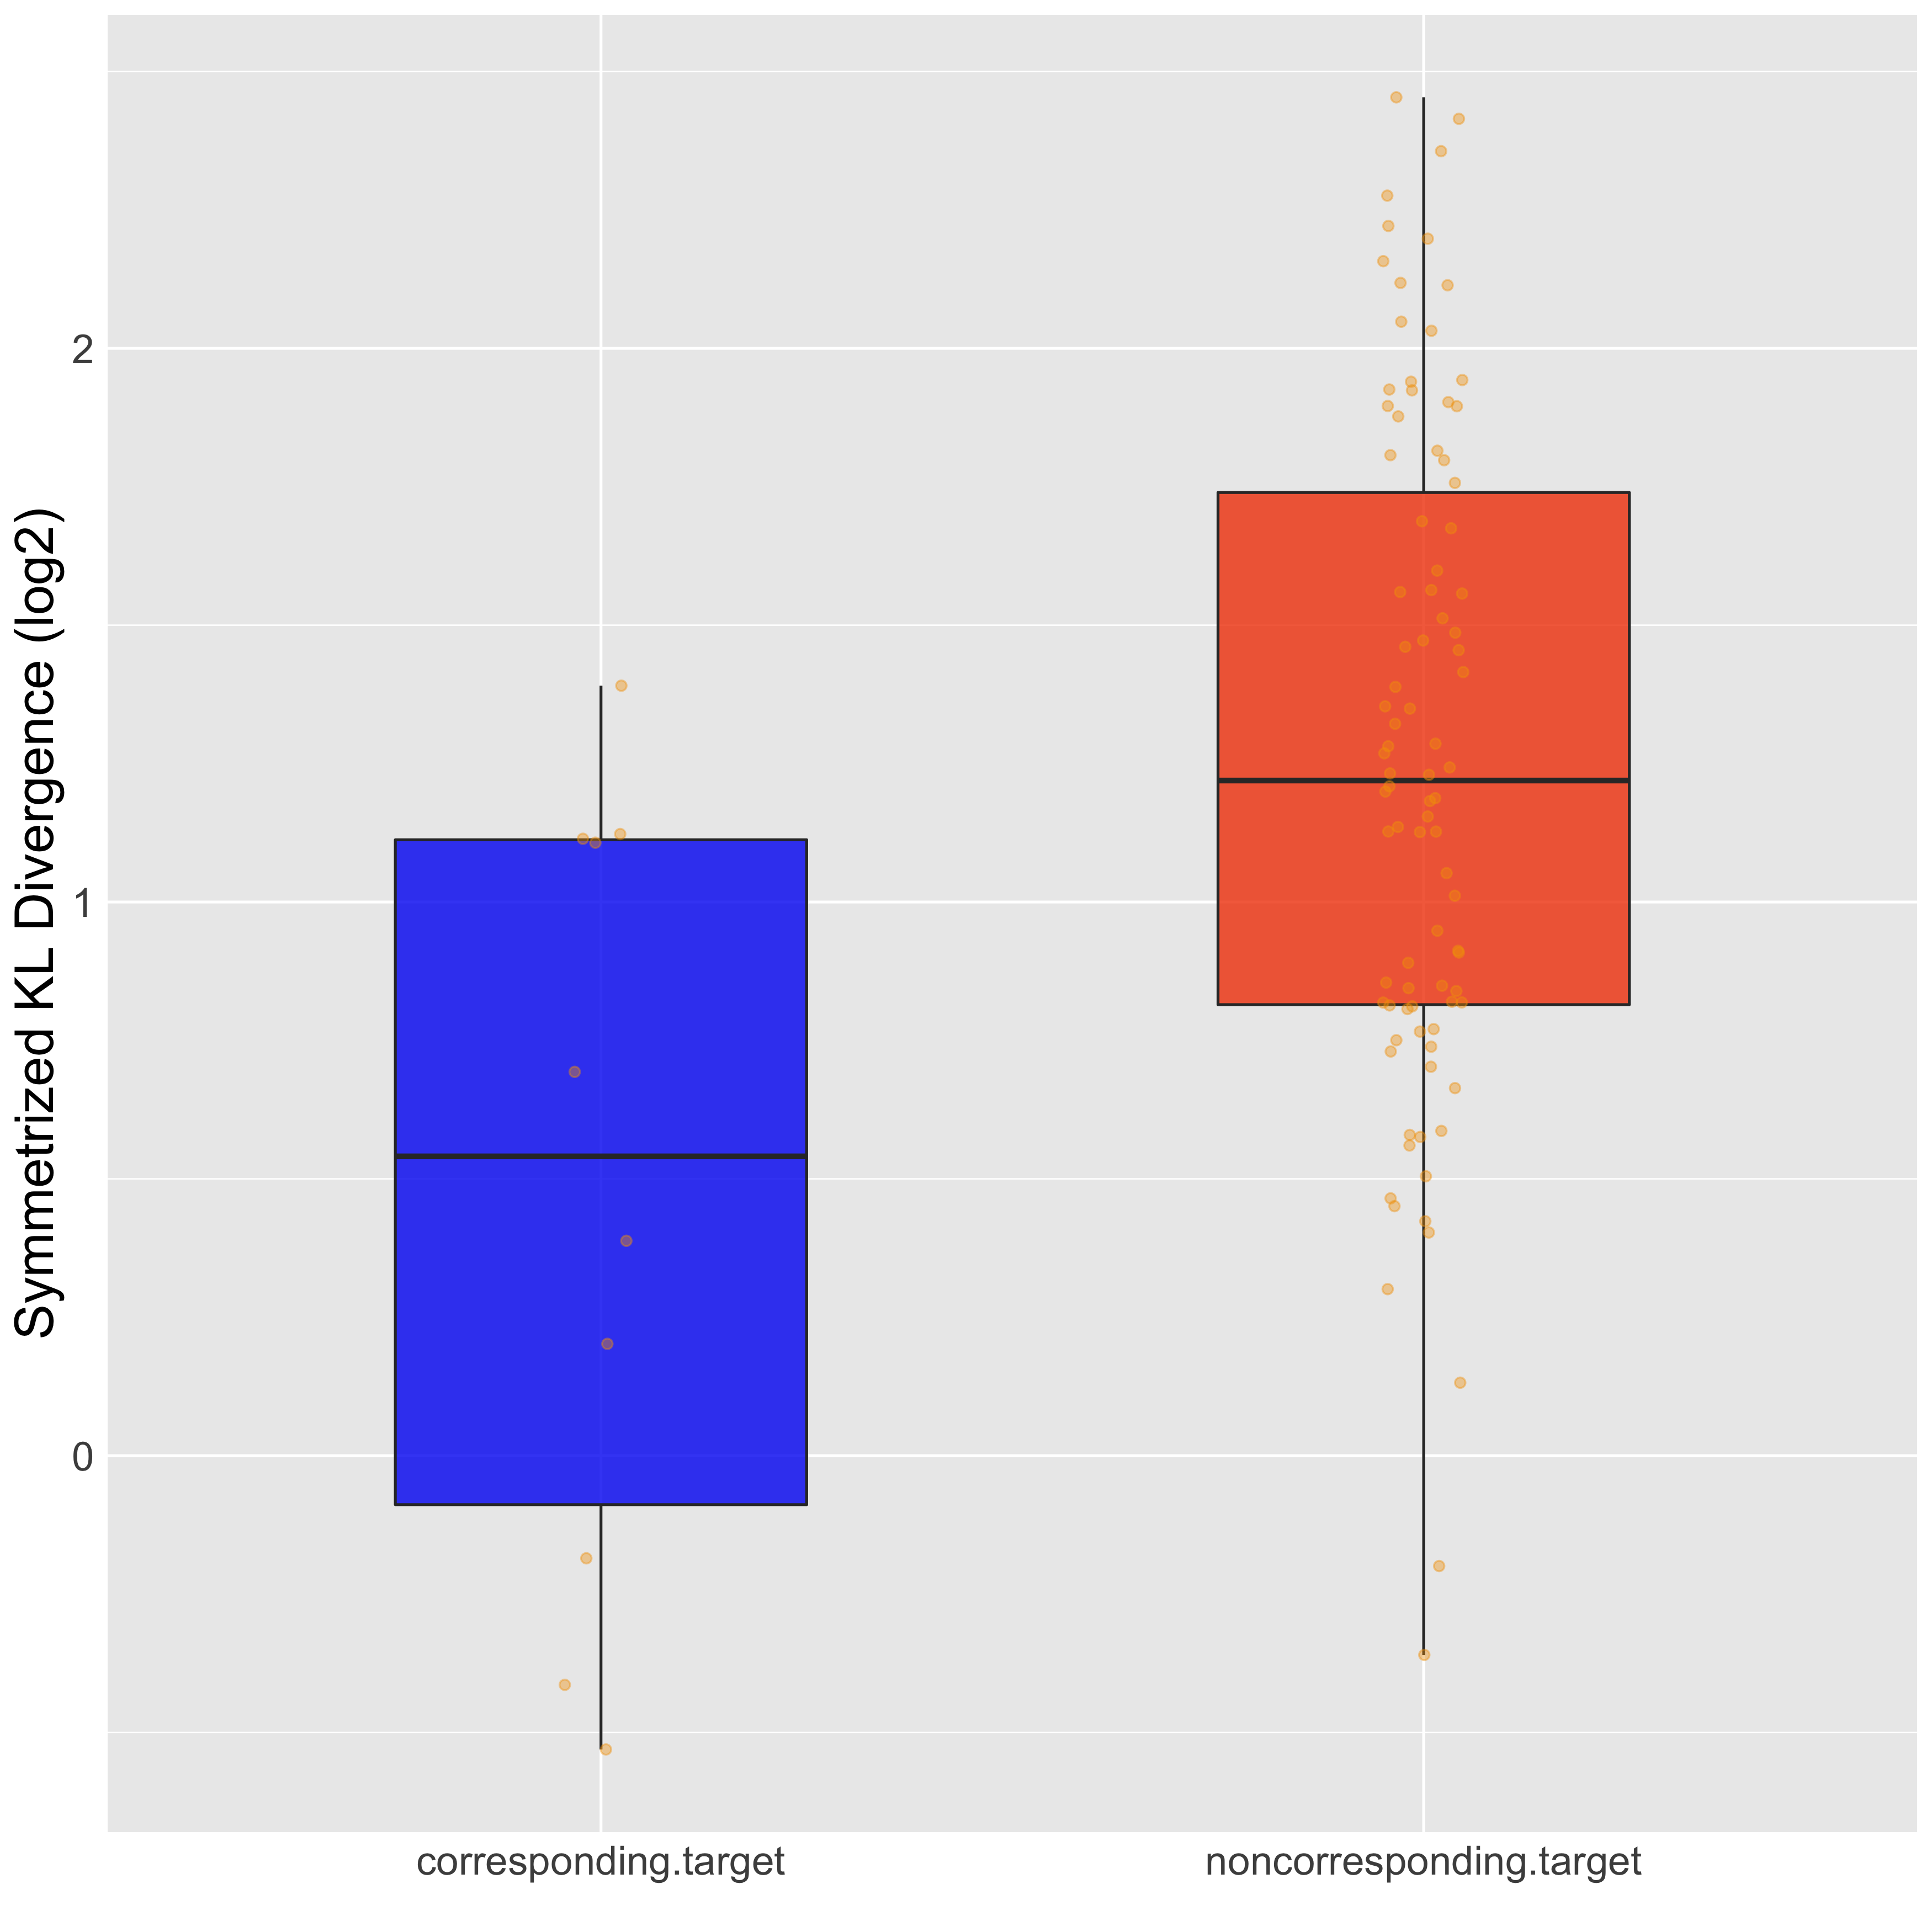 Symmetrized KL Divergence (log2)
2
1
0
corresponding.target
noncorresponding.target